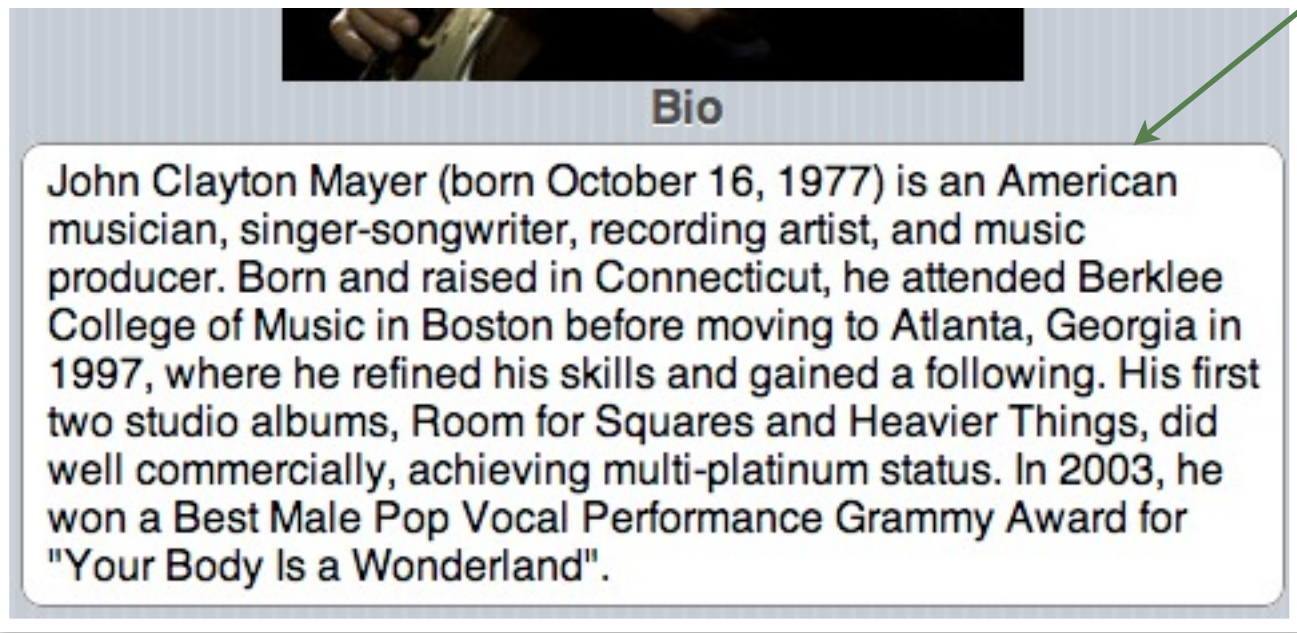 Bio
John Clayton Mayer (born October 16, 1977) is an American
musician, singer-songwriter, recording artist, and music
producer. Born and raised in Connecticut, he attended Berklee
College of Music in Boston before moving to Atlanta, Georgia in
1997, where he refined his skills and gained a following. His first
two studio albums, Room for Squares and Heavier Things, did
well commercially, achieving multi-platinum status. In 2003, he
won a Best Male Pop Vocal Performance Grammy Award for
"Your Body Is a Wonderland".